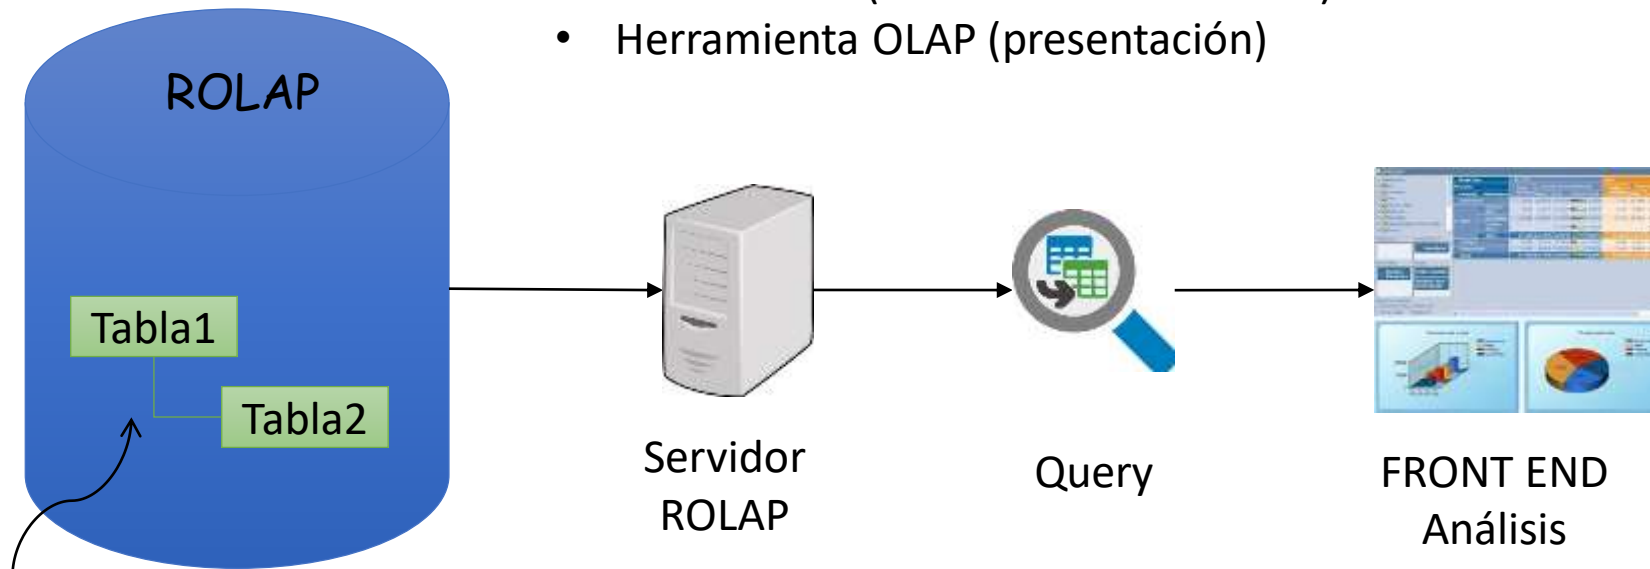 • Herramienta OLAP (presentación)
ROLAP
Tabla1
Tabla2
Servidor
ROLAP
Query
FRONT END
Análisis